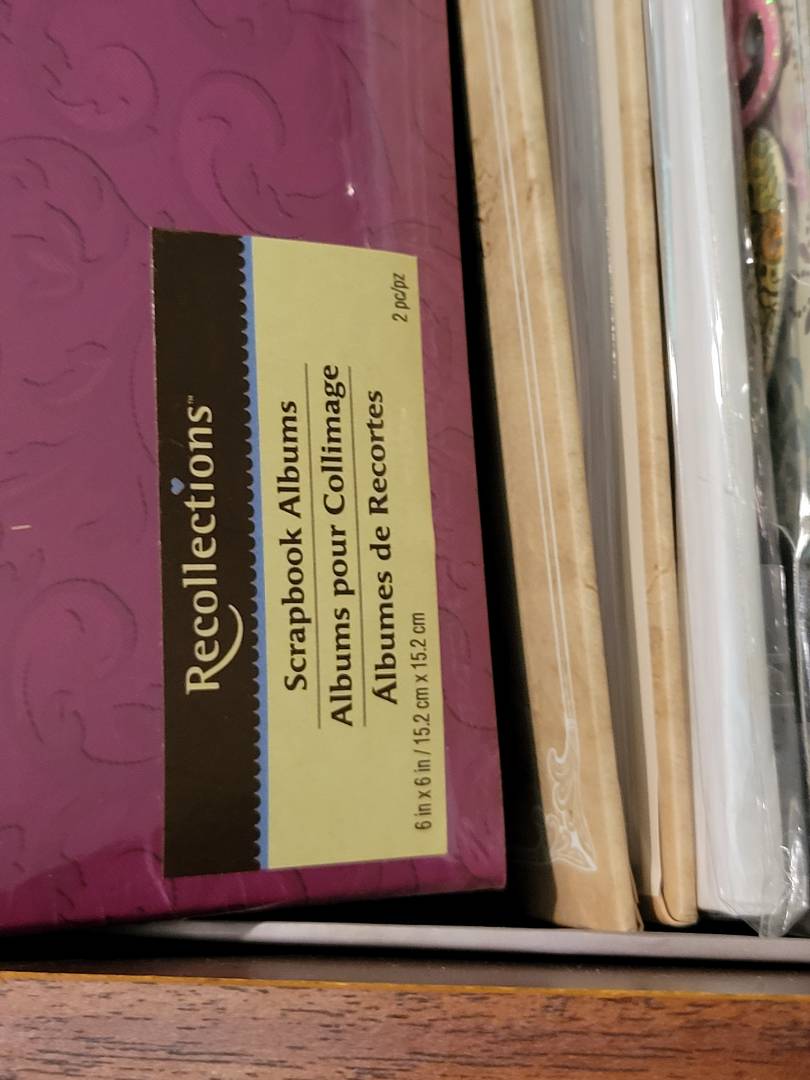 Recollections™
Scrapbook Albums
Albums pour Collimage
Álbumes de Recortes
6 in x 6 in / 15.2 cm x 15.2 cm
2 pc/pz